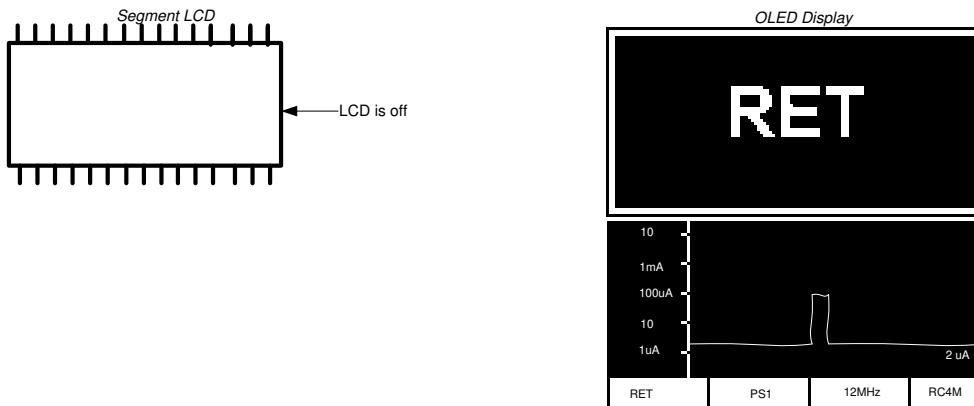 Segment LCD
LCD is off
OLED Display
RET
10
1mA
100uA
10
1uA
2 uA
RET
PS1
12MHz
RC4M